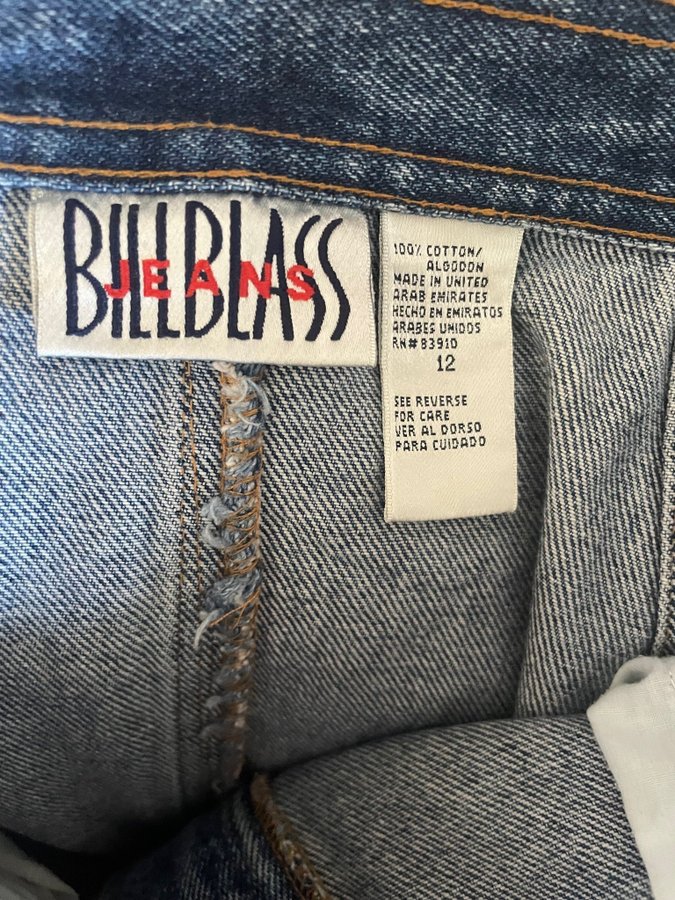 BILLBLASS
JEANS
100% COTTON/
ALGODON
MADE IN UNITED
ARAB EMIRATES
HECHO EN EMIRATOS
ARABES UNIDOS
RN# 83910
12
SEE REVERSE
FOR CARE
VER AL DORSO
PARA CUIDADO